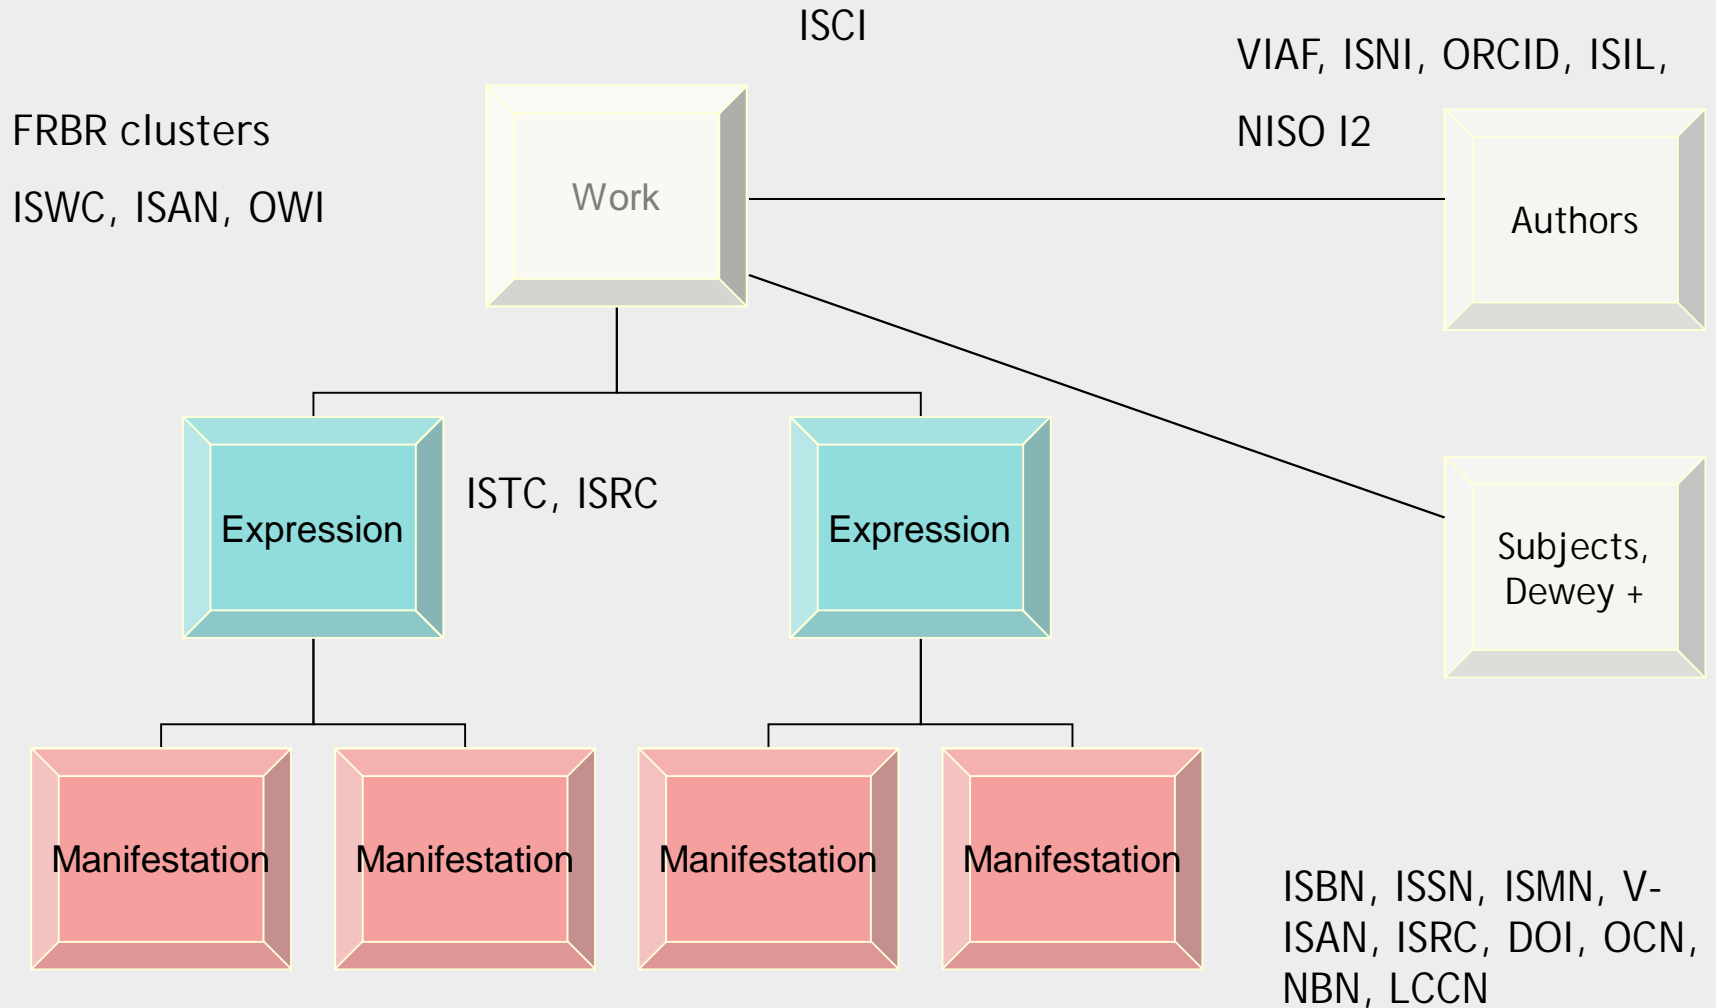 ISCI
VIAF, ISNI, ORCID, ISIL,
NISO I2
FRBR clusters
ISWC, ISAN, OWI
Work
Authors
Expression
ISTC, ISRC
Expression
Subjects,
Dewey +
Manifestation
Manifestation
Manifestation
Manifestation
ISBN, ISSN, ISMN, V-
ISAN, ISRC, DOI, OCN,
NBN, LCCN